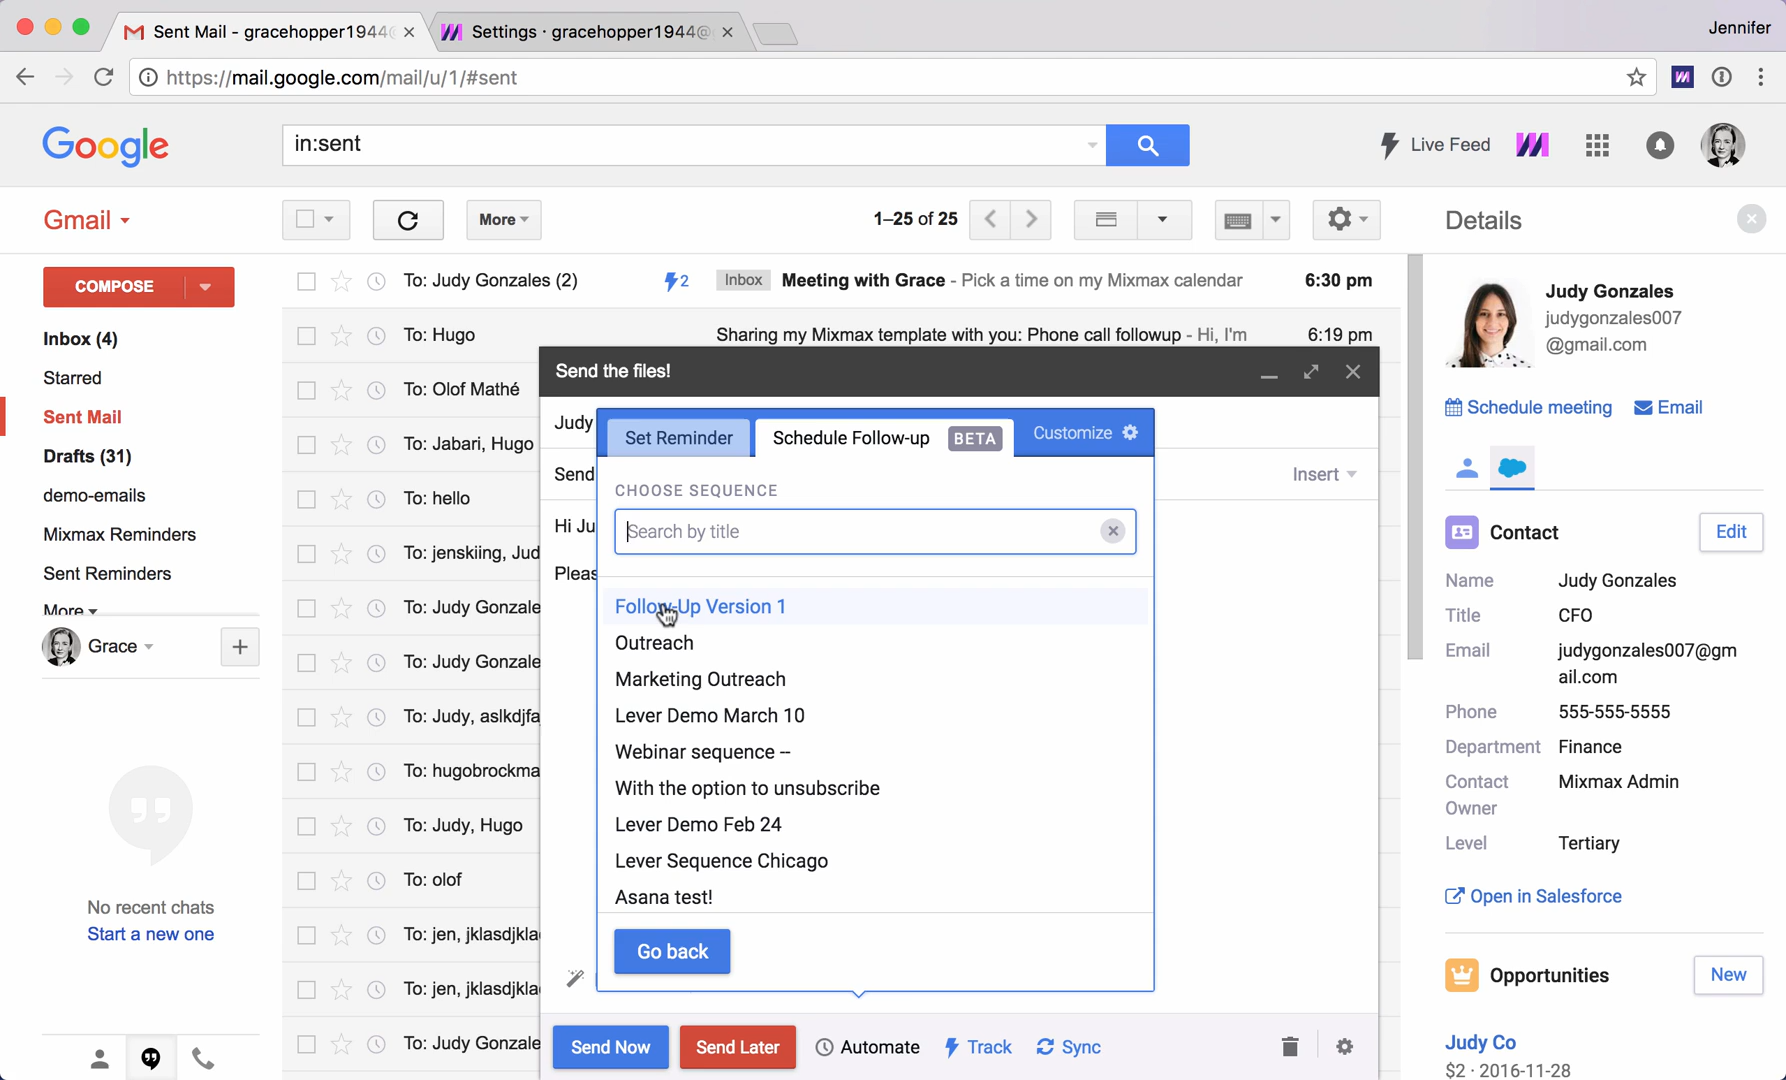 Sent Mail - gracehopper1944@
Settings · gracehopper1944@
Jennifer
https://mail.google.com/mail/u/1/#sent
Google
in:sent
Live Feed
Gmail
More
1–25 of 25
Details
COMPOSE
Inbox (4)
Starred
Sent Mail
Drafts (31)
demo-emails
Mixmax Reminders
Sent Reminders
More
Grace
No recent chats
Start a new one
To: Judy Gonzales (2)
2
Inbox
Meeting with Grace - Pick a time on my Mixmax calendar
6:30 pm
To: Hugo
Sharing my Mixmax template with you: Phone call followup - Hi, I'm
6:19 pm
To: Olof Mathé
To: Jabari, Hugo
To: hello
To: jenskiing, Jud
To: Judy Gonzale
To: Judy Gonzale
To: Judy, aslkdjfa
To: hugobrockma
To: Judy, Hugo
To: olof
To: jen, jklasdjkla
To: jen, jklasdjkla
To: Judy Gonzale
Send the files!
Judy
Send
Insert
Hi Ju
Pleas
Set Reminder
Schedule Follow-up
BETA
Customize
CHOOSE SEQUENCE
Search by title
Follow-Up Version 1
Outreach
Marketing Outreach
Lever Demo March 10
Webinar sequence --
With the option to unsubscribe
Lever Demo Feb 24
Lever Sequence Chicago
Asana test!
Go back
Send Now
Send Later
Automate
Track
Sync
Judy Gonzales
judygonzales007
@gmail.com
Schedule meeting
Email
Contact
Edit
Name Judy Gonzales
Title CFO
Email judygonzales007@gm
ail.com
Phone 555-555-5555
Department Finance
Contact Mixmax Admin
Owner
Level Tertiary
Open in Salesforce
Opportunities
New
Judy Co
$2 · 2016-11-28